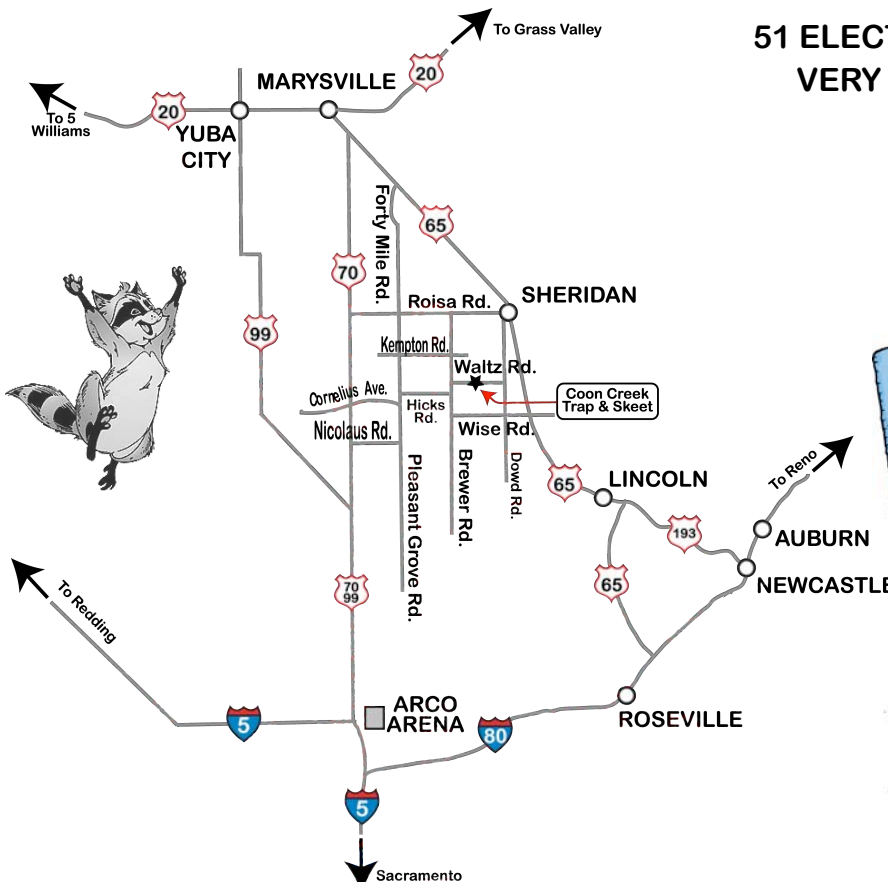 51 ELECT
VERY
To Grass Valley
20
MARYSVILLE
To 5
Williams
20
YUBA
CITY
65
Forty Mile Rd.
70
SHERIDAN
Roisa Rd.
99
Kempton Rd.
Waltz Rd.
Cornelius Ave.
Hicks
Rd.
Coon Creek
Trap & Skeet
Nicolaus Rd.
Wise Rd.
Pleasant Grove Rd.
Brewer Rd.
Dowd Rd.
65
LINCOLN
To Reno
193
AUBURN
NEWCASTLE
65
70
99
To Redding
ARCO
ARENA
5
80
ROSEVILLE
5
Sacramento